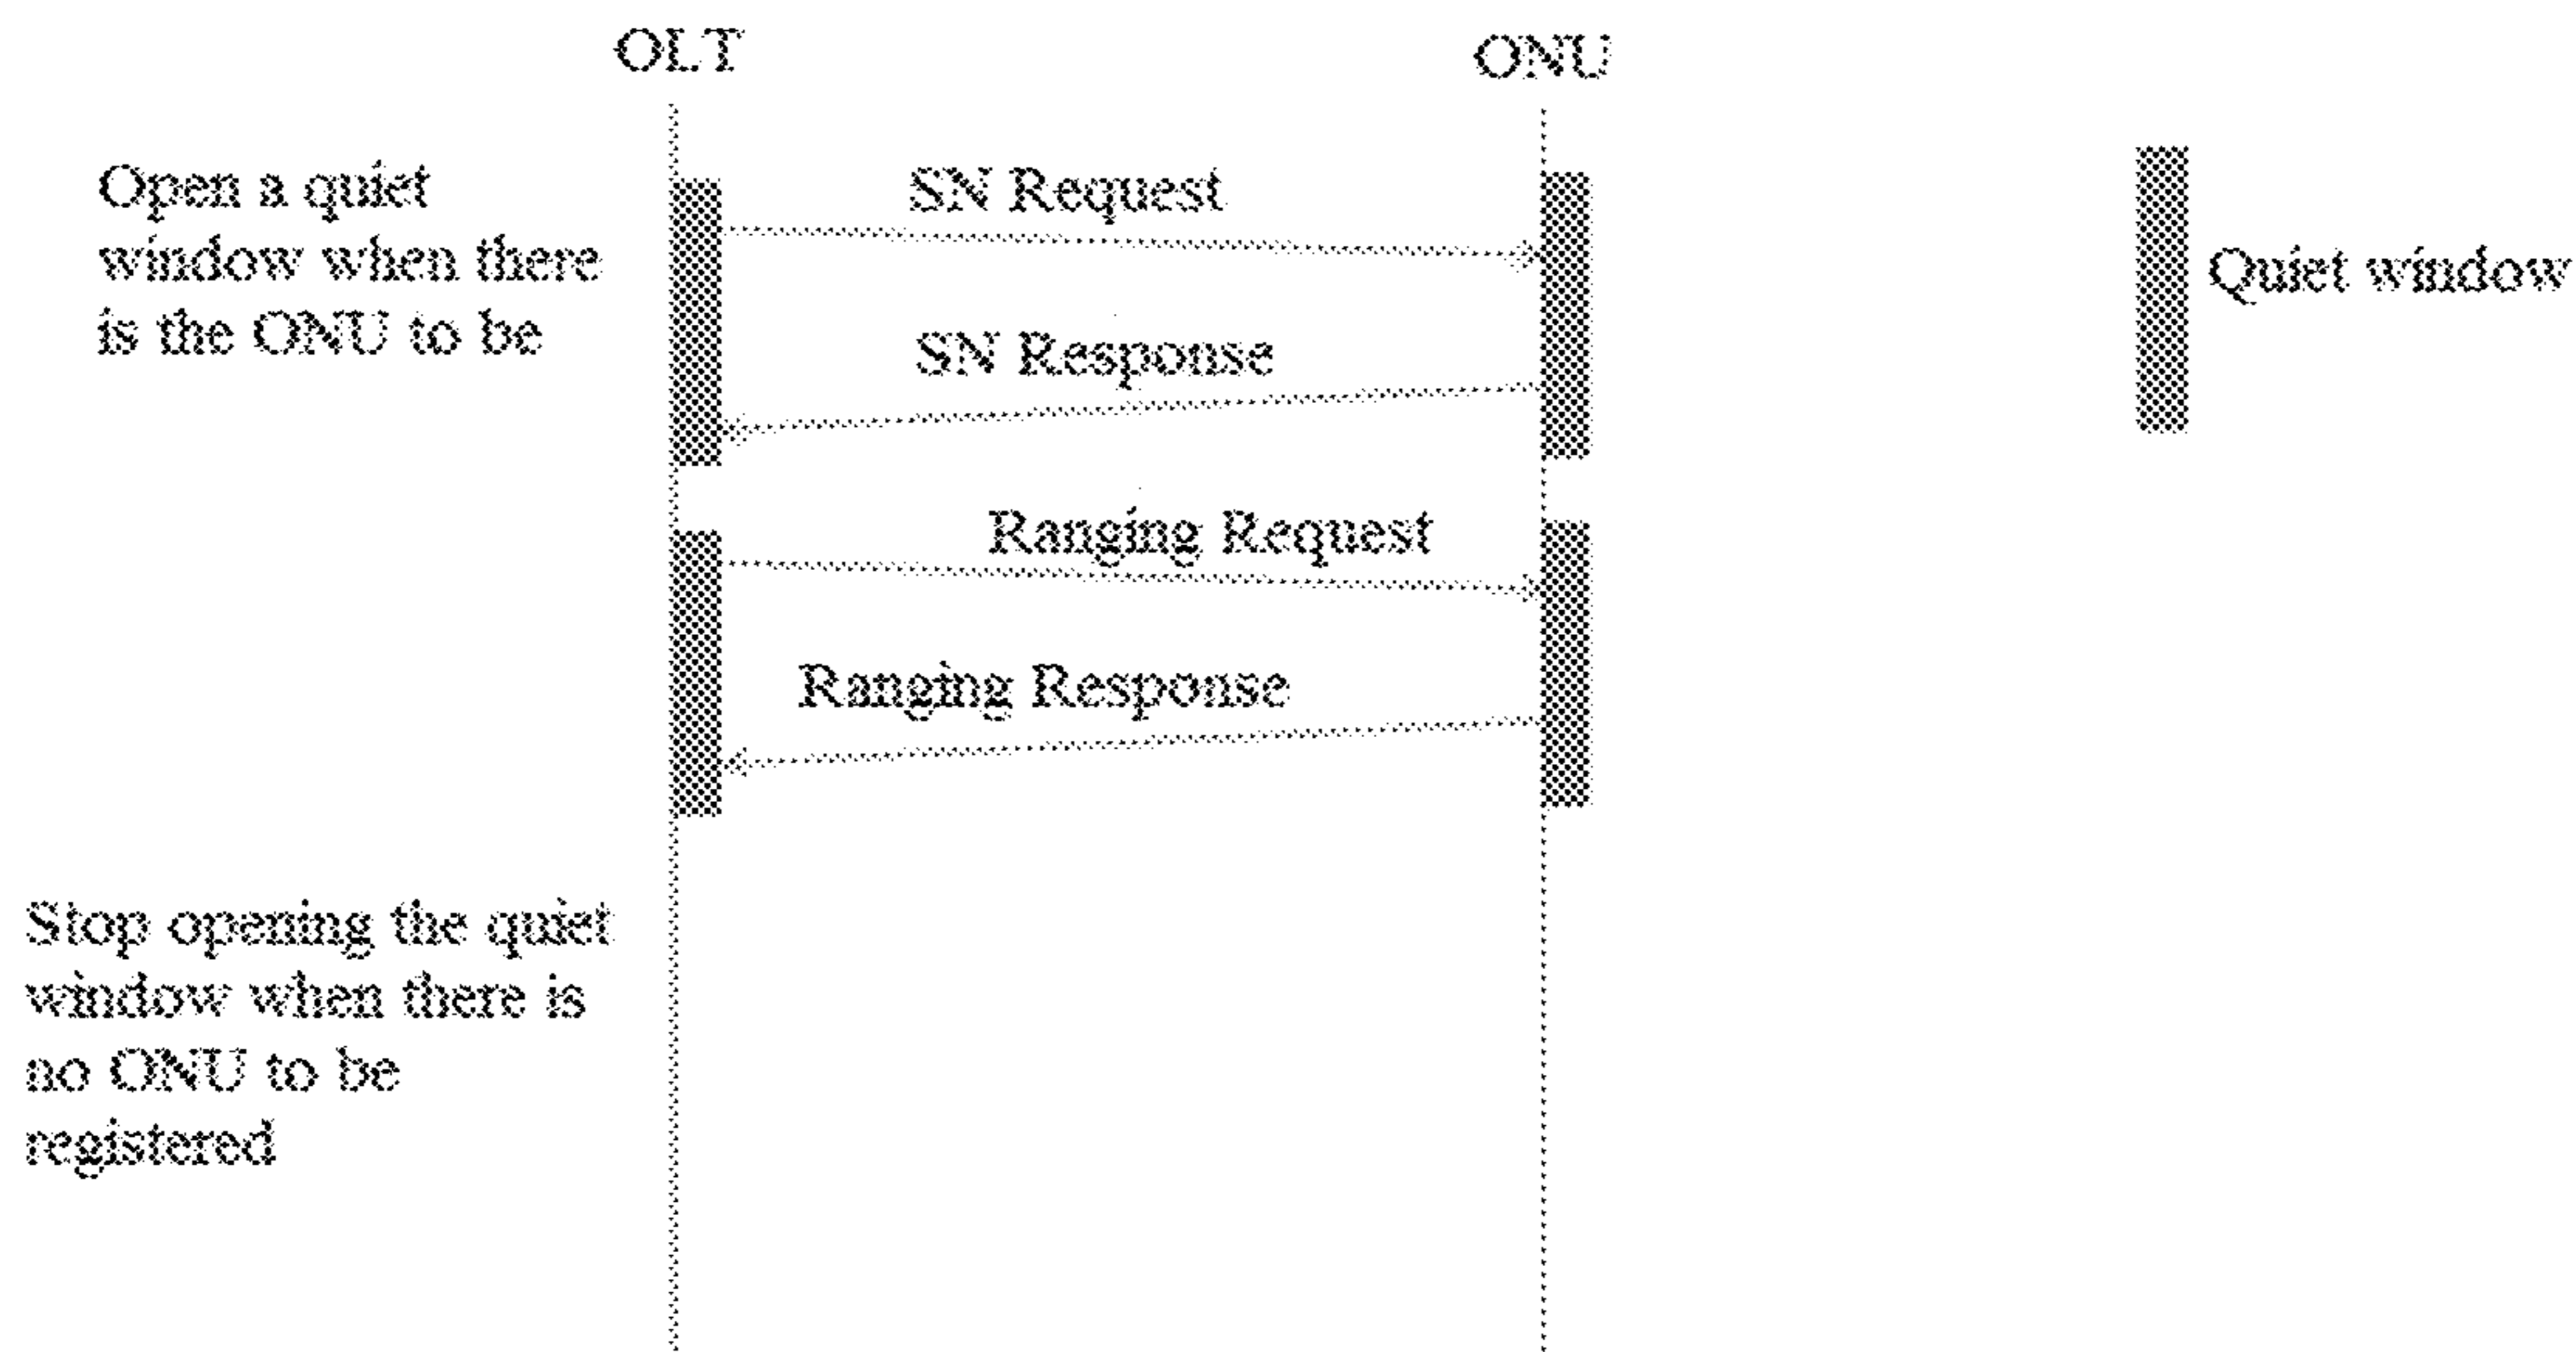 OLT
ONU
Open a quiet
window when there
is the ONU to be
SN Request
Quiet window
SN Response
Ranging Request
Ranging Response
Stop opening the quiet
window when there is
no ONU to be
registered